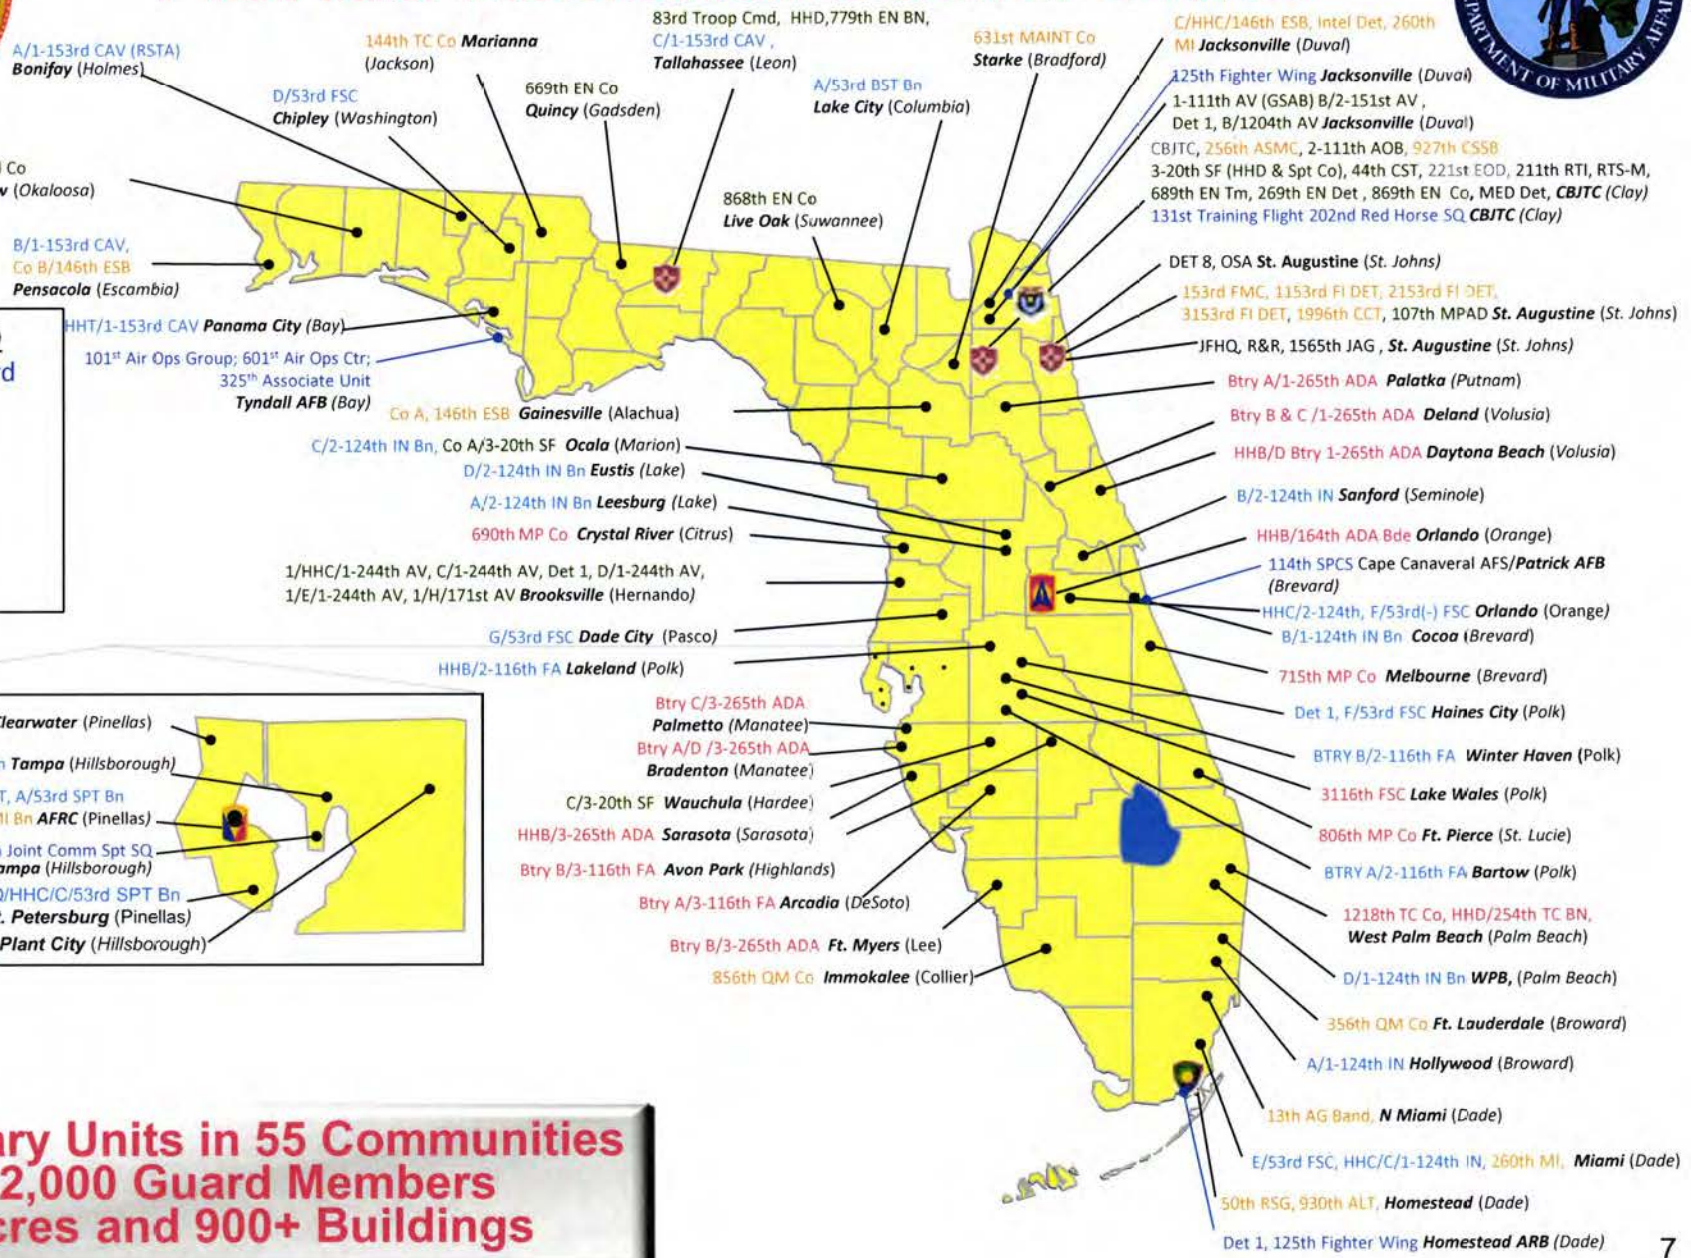 A/1-153rd CAV (RSTA)
Bonifay (Holmes)
144th TC Co Marianna
(Jackson)
83rd Troop Cmd, HHD,779th EN BN,
C/1-153rd CAV ,
Tallahassee (Leon)
631st MAINT Co
Starke (Bradford)
C/HHC/146th ESB, Intel Det, 260th
MI Jacksonville (Duval)
D/53rd FSC
Chipley (Washington)
669th EN Co
Quincy (Gadsden)
A/53rd BST Bn
Lake City (Columbia)
125th Fighter Wing Jacksonville (Duval)
1-111th AV (GSAB) B/2-151st AV ,
Det 1, B/1204th AV Jacksonville (Duval)
CBJTC, 256th ASMC, 2-111th AOB, 927th CSSB
3-20th SF (HHD & Spt Co), 44th CST, 221st EOD, 211th RTI, RTS-M,
689th EN Tm, 269th EN Det , 869th EN Co, MED Det, CBJTC (Clay)
131st Training Flight 202nd Red Horse SQ CBJTC (Clay)
PARTMENT OF MILITARY AFFAI
Co
w (Okaloosa)
868th EN Co
Live Oak (Suwannee)
B/1-153rd CAV,
Co B/146th ESB
Pensacola (Escambia)
DET 8, OSA St. Augustine (St. Johns)
153rd FMC, 1153rd FI DET, 2153rd FI DET,
3153rd FI DET, 1996th CCT, 107th MPAD St. Augustine (St. Johns)
JFHQ, R&R, 1565th JAG , St. Augustine (St. Johns)
HHT/1-153rd CAV Panama City (Bay)
101st Air Ops Group; 601st Air Ops Ctr;
325th Associate Unit
Tyndall AFB (Bay)
d
Co A, 146th ESB Gainesville (Alachua)
C/2-124th IN Bn, Co A/3-20th SF Ocala (Marion)
D/2-124th IN Bn Eustis (Lake)
A/2-124th IN Bn Leesburg (Lake)
690th MP Co Crystal River (Citrus)
1/HHC/1-244th AV, C/1-244th AV, Det 1, D/1-244th AV,
1/E/1-244th AV, 1/H/171st AV Brooksville (Hernando)
G/53rd FSC Dade City (Pasco)
HHB/2-116th FA Lakeland (Polk)
Btry C/3-265th ADA
Palmetto (Manatee)
Btry A/D /3-265th ADA
Bradenton (Manatee)
C/3-20th SF Wauchula (Hardee)
HHB/3-265th ADA Sarasota (Sarasota)
Btry B/3-116th FA Avon Park (Highlands)
Btry A/3-116th FA Arcadia (DeSoto)
Btry B/3-265th ADA Ft. Myers (Lee)
856th QM Co Immokalee (Collier)
Btry A/1-265th ADA Palatka (Putnam)
Btry B & C /1-265th ADA Deland (Volusia)
HHB/D Btry 1-265th ADA Daytona Beach (Volusia)
B/2-124th IN Sanford (Seminole)
HHB/164th ADA Bde Orlando (Orange)
114th SPCS Cape Canaveral AFS/Patrick AFB
(Brevard)
HHC/2-124th, F/53rd(-) FSC Orlando (Orange)
B/1-124th IN Bn Cocoa (Brevard)
715th MP Co Melbourne (Brevard)
Det 1, F/53rd FSC Haines City (Polk)
BTRY B/2-116th FA Winter Haven (Polk)
3116th FSC Lake Wales (Polk)
806th MP Co Ft. Pierce (St. Lucie)
BTRY A/2-116th FA Bartow (Polk)
1218th TC Co, HHD/254th TC BN,
West Palm Beach (Palm Beach)
D/1-124th IN Bn WPB, (Palm Beach)
356th QM Co Ft. Lauderdale (Broward)
A/1-124th IN Hollywood (Broward)
13th AG Band, N Miami (Dade)
E/53rd FSC, HHC/C/1-124th IN, 260th MI, Miami (Dade)
50th RSG, 930th ALT, Homestead (Dade)
Det 1, 125th Fighter Wing Homestead ARB (Dade)
learwater (Pinellas)
Tampa (Hillsborough)
T, A/53rd SPT Bn
MI Bn AFRC (Pinellas)
Joint Comm Spt SQ
ampa (Hillsborough)
Q/HHC/C/53rd SPT Bn
t. Petersburg (Pinellas)
Plant City (Hillsborough)
ary Units in 55 Communities
2,000 Guard Members
cres and 900+ Buildings
7